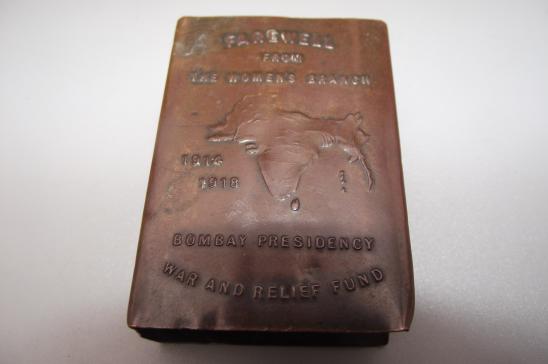 A FAREWELL
FROM
THE WOMEN'S BRANCH
1914
1918
BOMBAY PRESIDENCY
WAR AND RELIEF FUND